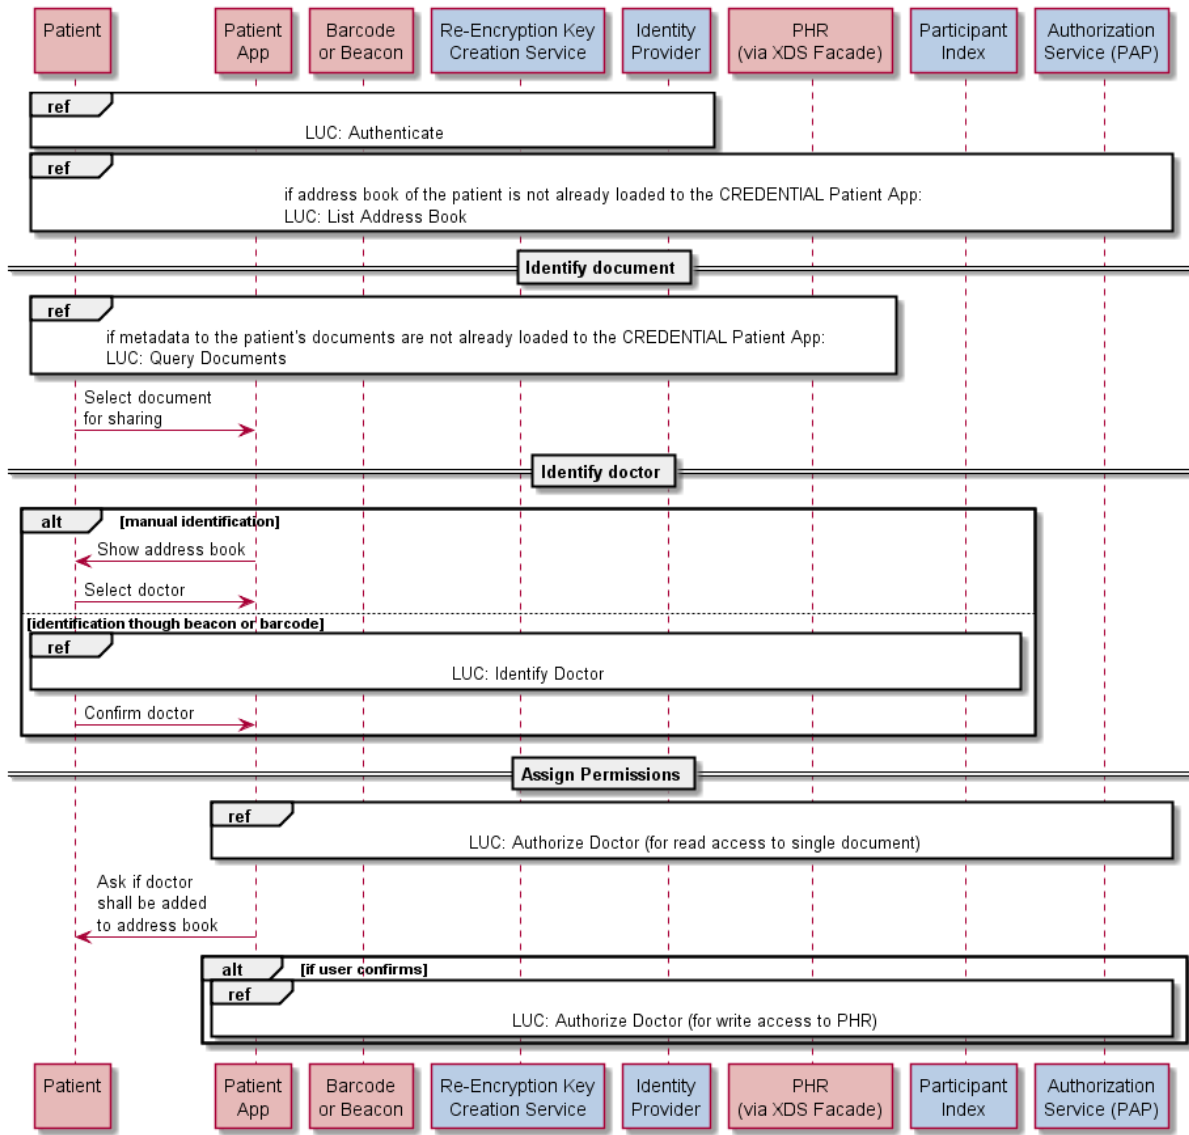 Patient
Patient
App
Barcode
or Beacon
Re-Encryption Key
Creation Service
Identity
Provider
PHR
(via XDS Facade)
Participant
Index
Authorization
Service (PAP)
ref
LUC: Authenticate
ref
if address book of the patient is not already loaded to the CREDENTIAL Patient App:
LUC: List Address Book
Identify document
ref
if metadata to the patient's documents are not already loaded to the CREDENTIAL Patient App:
LUC: Query Documents
Select document
for sharing
Identify doctor
alt [manual identification]
Show address book
Select doctor
[identification though beacon or barcode]
ref
LUC: Identify Doctor
Confirm doctor
Assign Permissions
ref
LUC: Authorize Doctor (for read access to single document)
Ask if doctor
shall be added
to address book
alt [if user confirms]
ref
LUC: Authorize Doctor (for write access to PHR)
Patient
Patient
App
Barcode
or Beacon
Re-Encryption Key
Creation Service
Identity
Provider
PHR
(via XDS Facade)
Participant
Index
Authorization
Service (PAP)